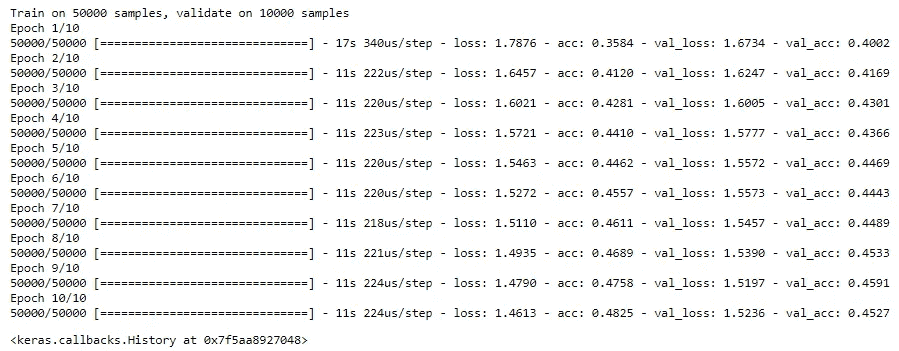 Train on 50000 samples, validate on 10000 samples
Epoch 1/10
50000/50000 [==============================] - 17s 340us/step - loss: 1.7876 - acc: 0.3584 - val_loss: 1.6734 - val_acc: 0.4002
Epoch 2/10
50000/50000 [==============================] - 11s 222us/step - loss: 1.6457 - acc: 0.4120 - val_loss: 1.6247 - val_acc: 0.4169
Epoch 3/10
50000/50000 [==============================] - 11s 220us/step - loss: 1.6021 - acc: 0.4281 - val_loss: 1.6005 - val_acc: 0.4301
Epoch 4/10
50000/50000 [==============================] - 11s 223us/step - loss: 1.5721 - acc: 0.4410 - val_loss: 1.5777 - val_acc: 0.4366
Epoch 5/10
50000/50000 [==============================] - 11s 220us/step - loss: 1.5463 - acc: 0.4462 - val_loss: 1.5572 - val_acc: 0.4469
Epoch 6/10
50000/50000 [==============================] - 11s 220us/step - loss: 1.5272 - acc: 0.4557 - val_loss: 1.5573 - val_acc: 0.4443
Epoch 7/10
50000/50000 [==============================] - 11s 218us/step - loss: 1.5110 - acc: 0.4611 - val_loss: 1.5457 - val_acc: 0.4489
Epoch 8/10
50000/50000 [==============================] - 11s 221us/step - loss: 1.4935 - acc: 0.4689 - val_loss: 1.5390 - val_acc: 0.4533
Epoch 9/10
50000/50000 [==============================] - 11s 224us/step - loss: 1.4790 - acc: 0.4758 - val_loss: 1.5197 - val_acc: 0.4591
Epoch 10/10
50000/50000 [==============================] - 11s 224us/step - loss: 1.4613 - acc: 0.4825 - val_loss: 1.5236 - val_acc: 0.4527
<keras.callbacks.History at 0x7f5aa8927048>